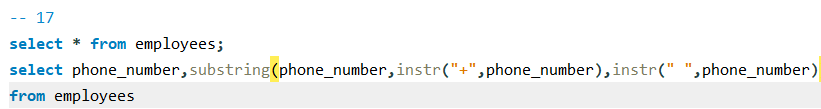 -- 17
select * from employees;
select phone_number,substring(phone_number,instr("+",phone_number),instr(" ",phone_number)
from employees